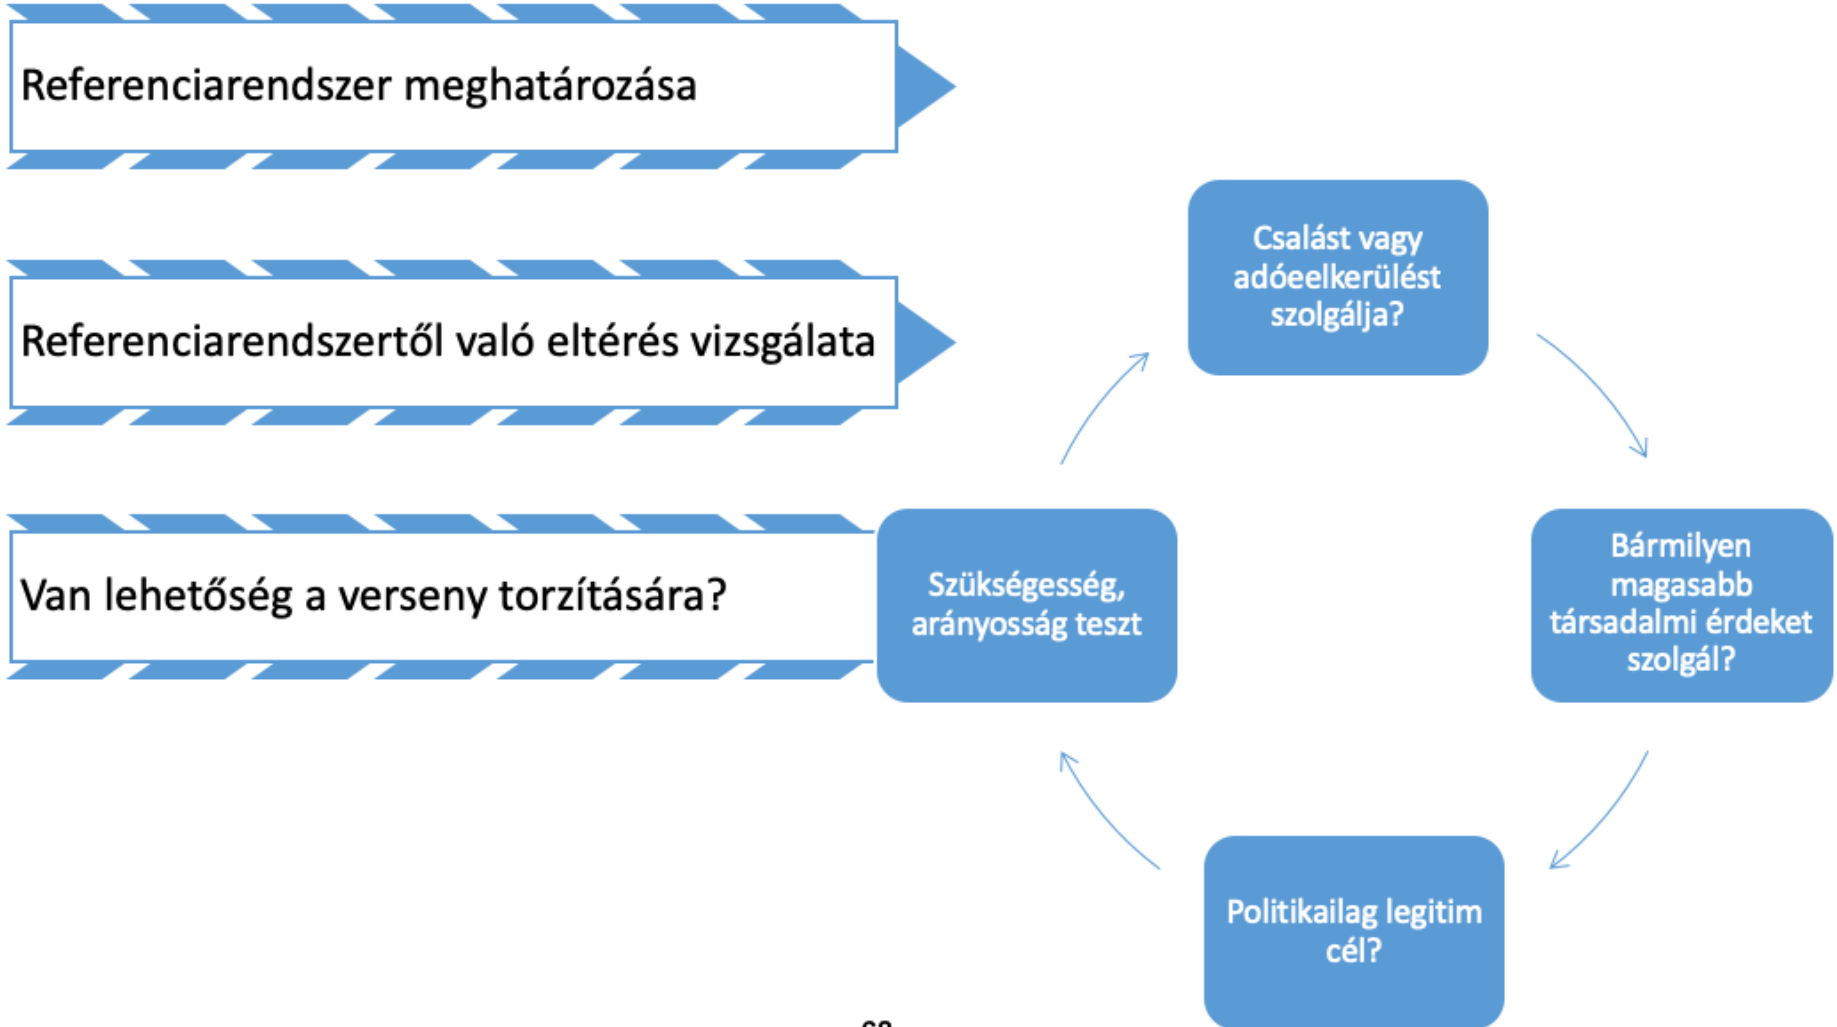 Referenciarendszer meghatározása
Referenciarendszertől való eltérés vizsgálata
Van lehetőség a verseny torzítására?
Csalást vagy
adóeelkerülést
szolgálja?
Bármilyen
magasabb
társadalmi érdeket
szolgál?
Politikailag legitim
cél?
Szükségesség,
arányosság teszt